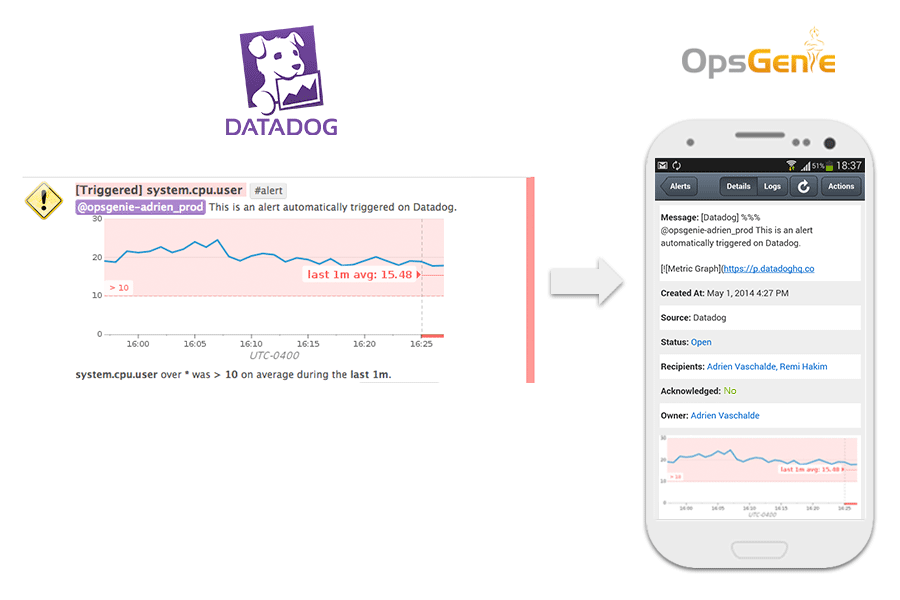 DATADOG
OpsGenie
[Triggered] system.cpu.user #alert
@opsgenie-adrien_prod This is an alert automatically triggered on Datadog.
30
20
last 1m avg: 15.48
> 10
10
0
16:00 16:05 16:10 16:15 16:20 16:25
UTC-0400
system.cpu.user over * was > 10 on average during the last 1m.
51% 18:37
Alerts Details Logs Actions
Message: [Datadog] %%%
@opsgenie-adrien_prod This is an alert
automatically triggered on Datadog.
[![Metric Graph](https://p.datadoghq.co
Created At: May 1, 2014 4:27 PM
Source: Datadog
Status: Open
Recipients: Adrien Vaschalde, Remi Hakim
Acknowledged: No
Owner: Adrien Vaschalde
30
20
last 1m avg: 15.48
> 10
10
0
16:00 16:05 16:10 16:15 16:20 16:25
UTC-0400